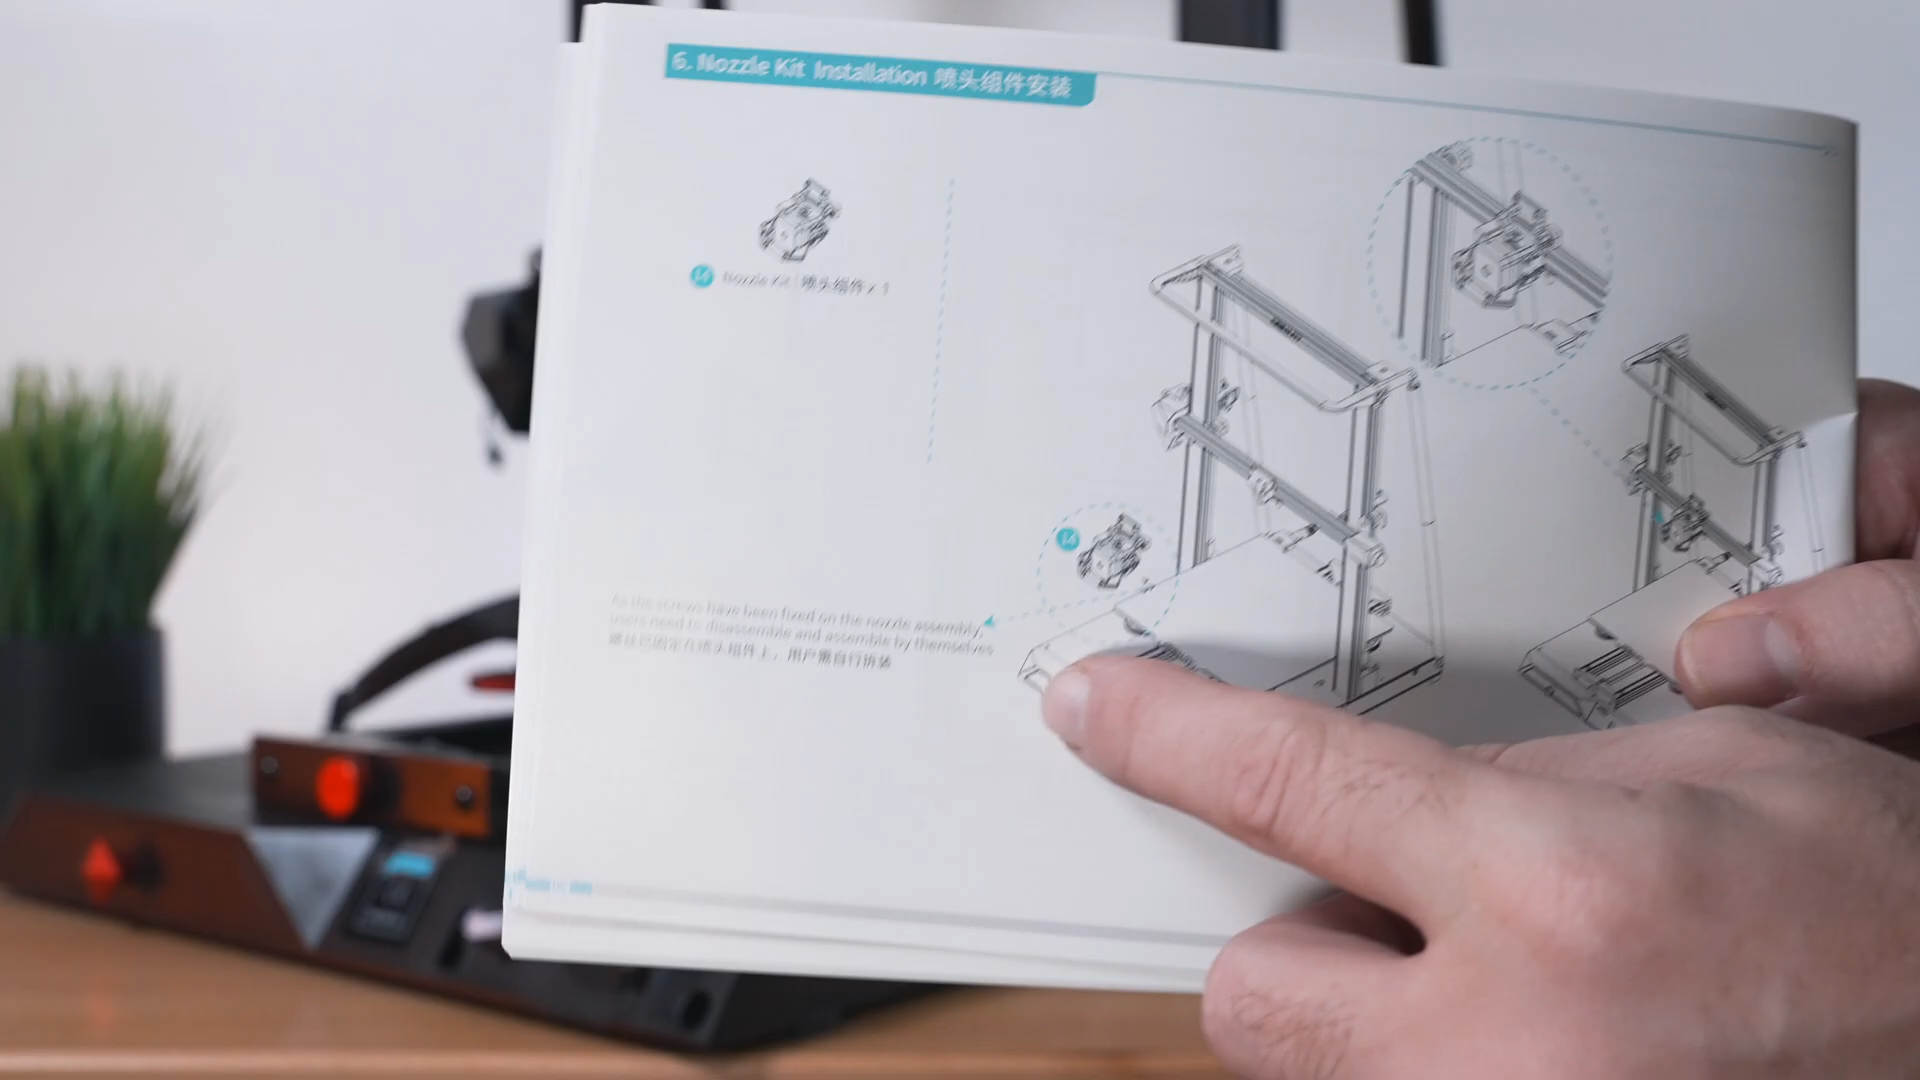 6. Nozzle Kit Installation 喷头组件安装
14 Nozzle Kit | 喷头组件 x 1
14
As the screws have been fixed on the nozzle assembly,
users need to disassemble and assemble by themselves
螺丝已固定在喷头组件上，用户需自行拆装